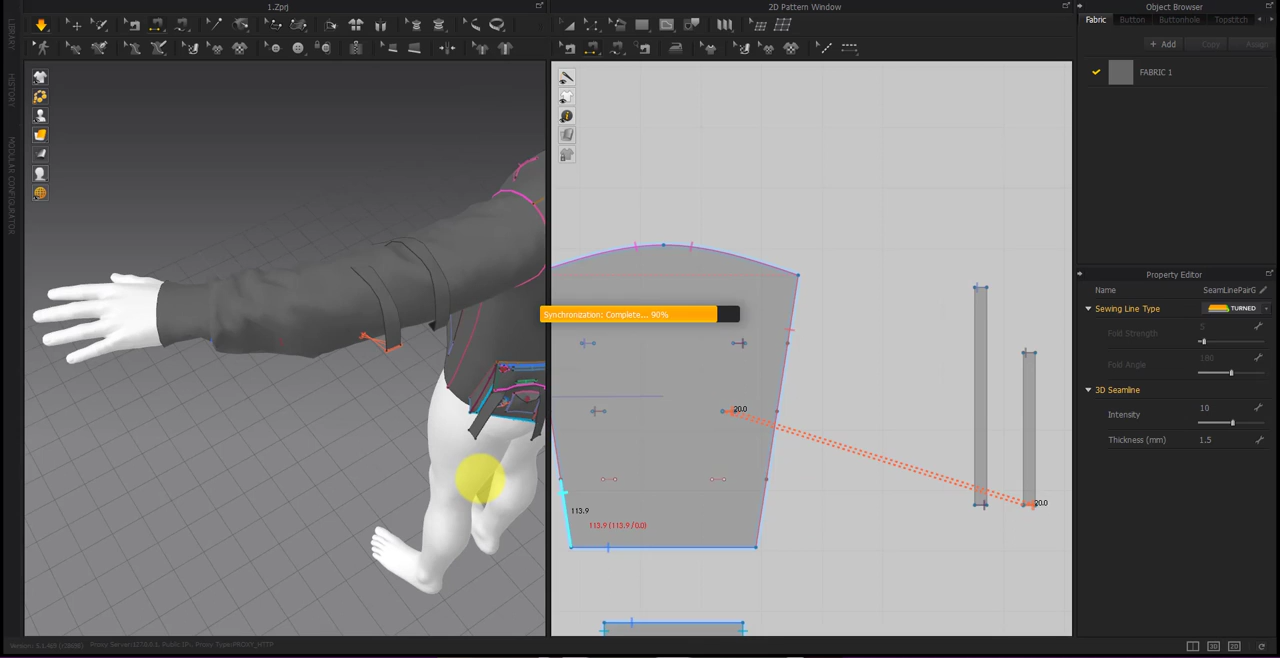 1.Zprj
2D Pattern Window
Object Browser
LIBRARY
HISTORY
MODULAR CONFIGURATOR
Fabric
Button
Buttonhole
Topstitch
+ Add
Copy
Assign
FABRIC 1
Property Editor
Name
SeamLinePairG
Sewing Line Type
TURNED
Fold Strength
5
Fold Angle
180
3D Seamline
Intensity
10
Thickness (mm)
1.5
Synchronization: Complete... 90%
20.0
20.0
113.9
113.9 (113.9 / 0.0)
3D
2D